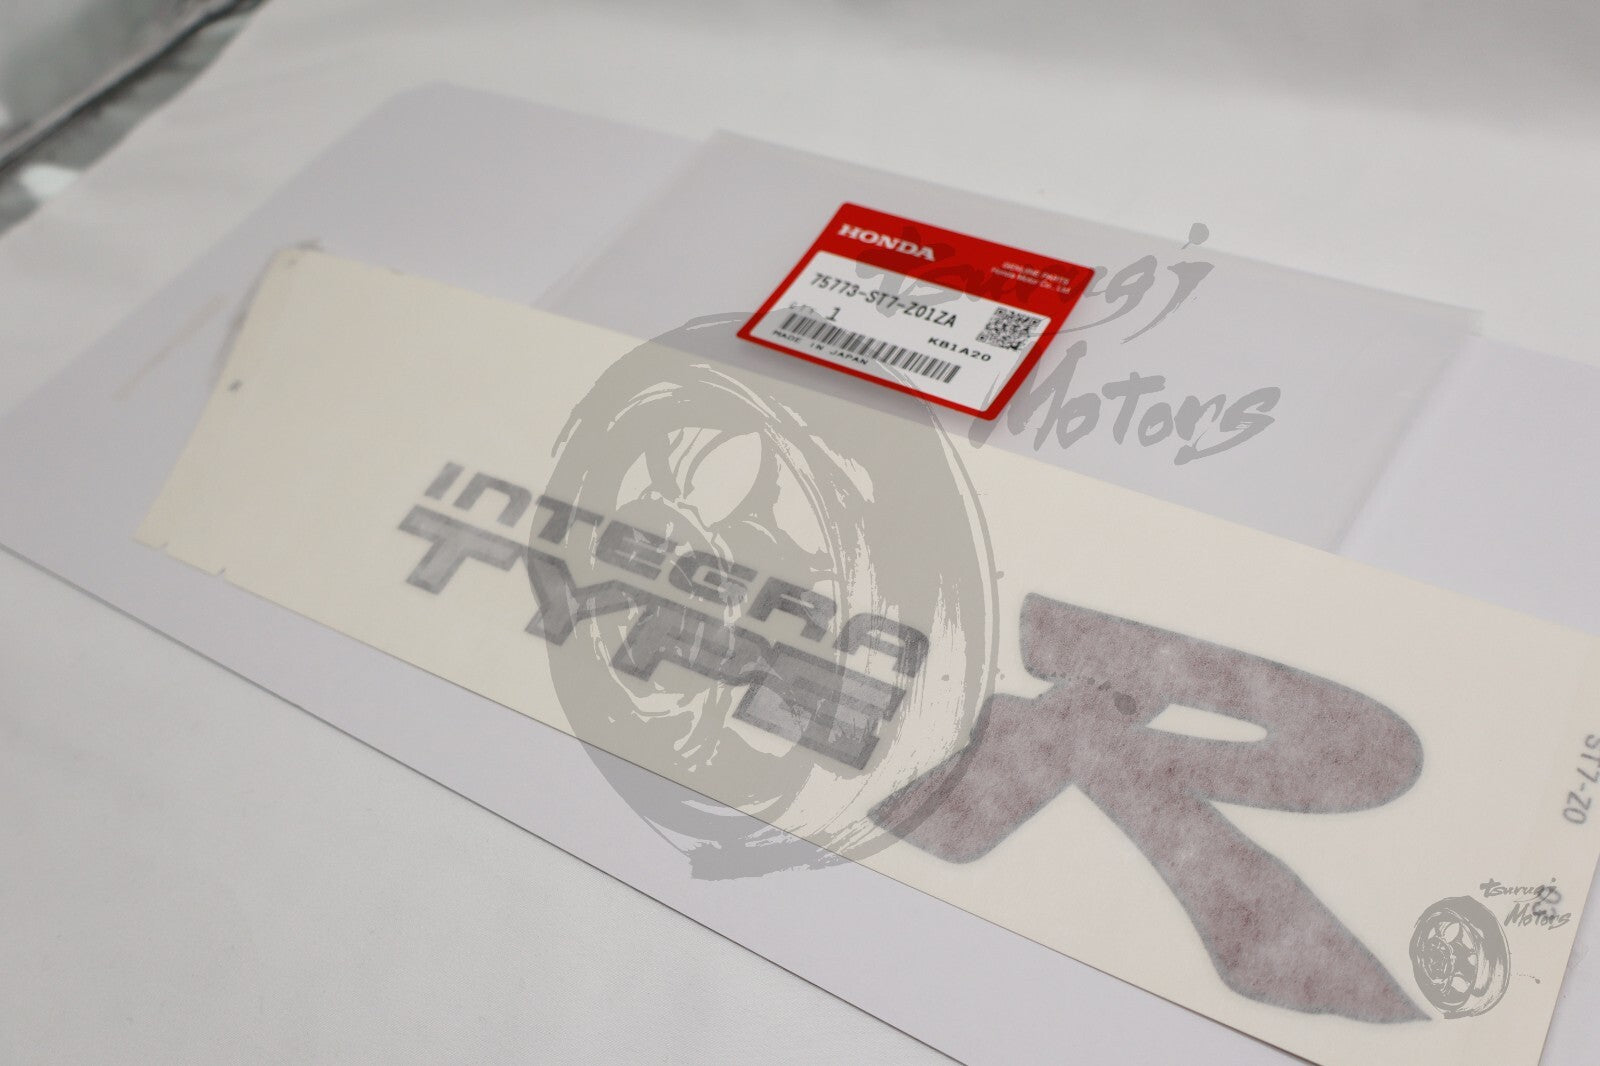 HONDA
GENUINE PARTS
Honda Motor Co., Ltd.
75773-ST7-Z01ZA
1
KB1A20
MADE IN JAPAN
tsurugi
Motors
INTEGRA
TYPE
R
ST7-Z0
tsurugi
Motors